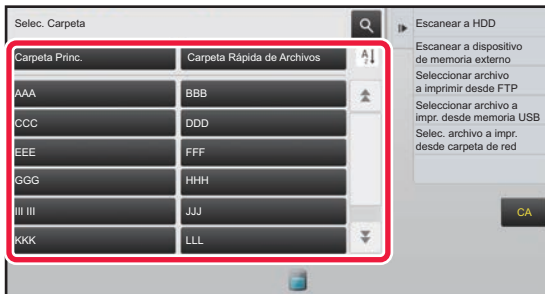 Selec. Carpeta
Carpeta Princ.
Carpeta Rápida de Archivos
AAA
BBB
CCC
DDD
EEE
FFF
GGG
HHH
III III
JJJ
KKK
LLL
Escanear a HDD
Escanear a dispositivo
de memoria externo
Seleccionar archivo
a imprimir desde FTP
Seleccionar archivo a
impr. desde memoria USB
Selec. archivo a impr.
desde carpeta de red
CA